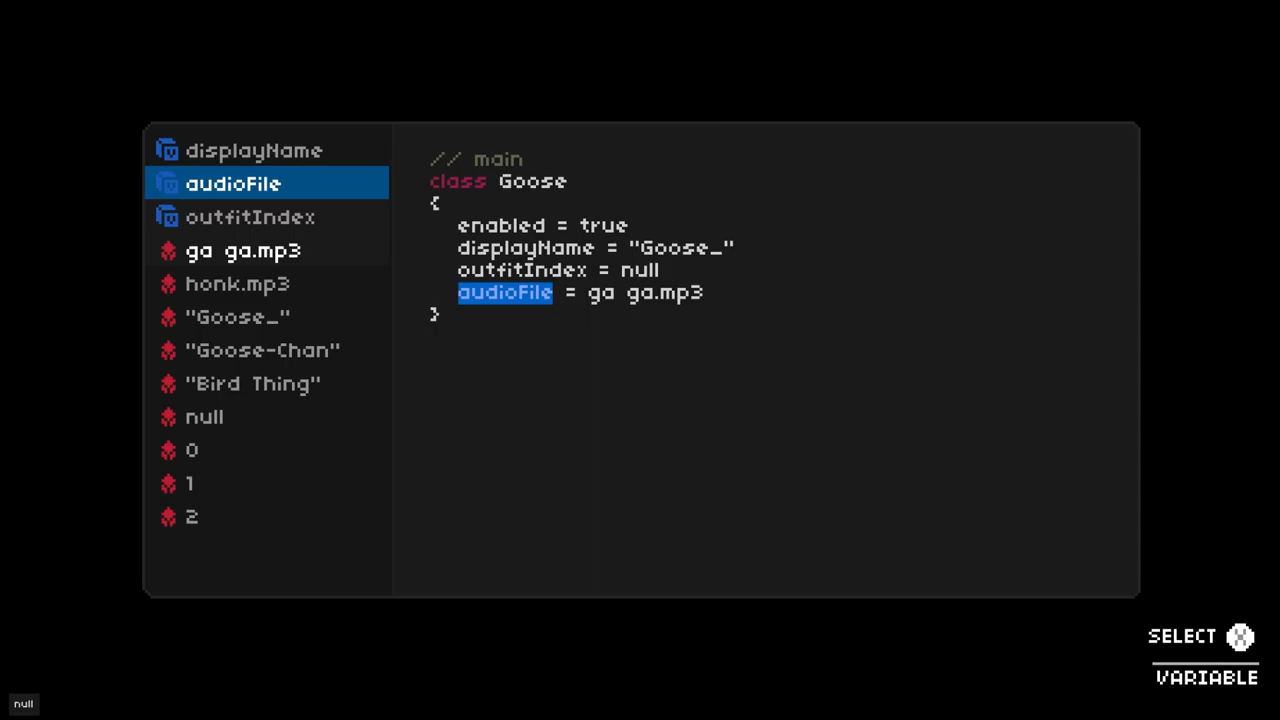 displayName
audioFile
outfitIndex
ga ga.mp3
honk.mp3
"Goose_"
"Goose-Chan"
"Bird Thing"
null
0
1
2
// main
class Goose
{
enabled = true
displayName = "Goose_"
outfitIndex = null
audioFile = ga ga.mp3
}
SELECT X
VARIABLE
null